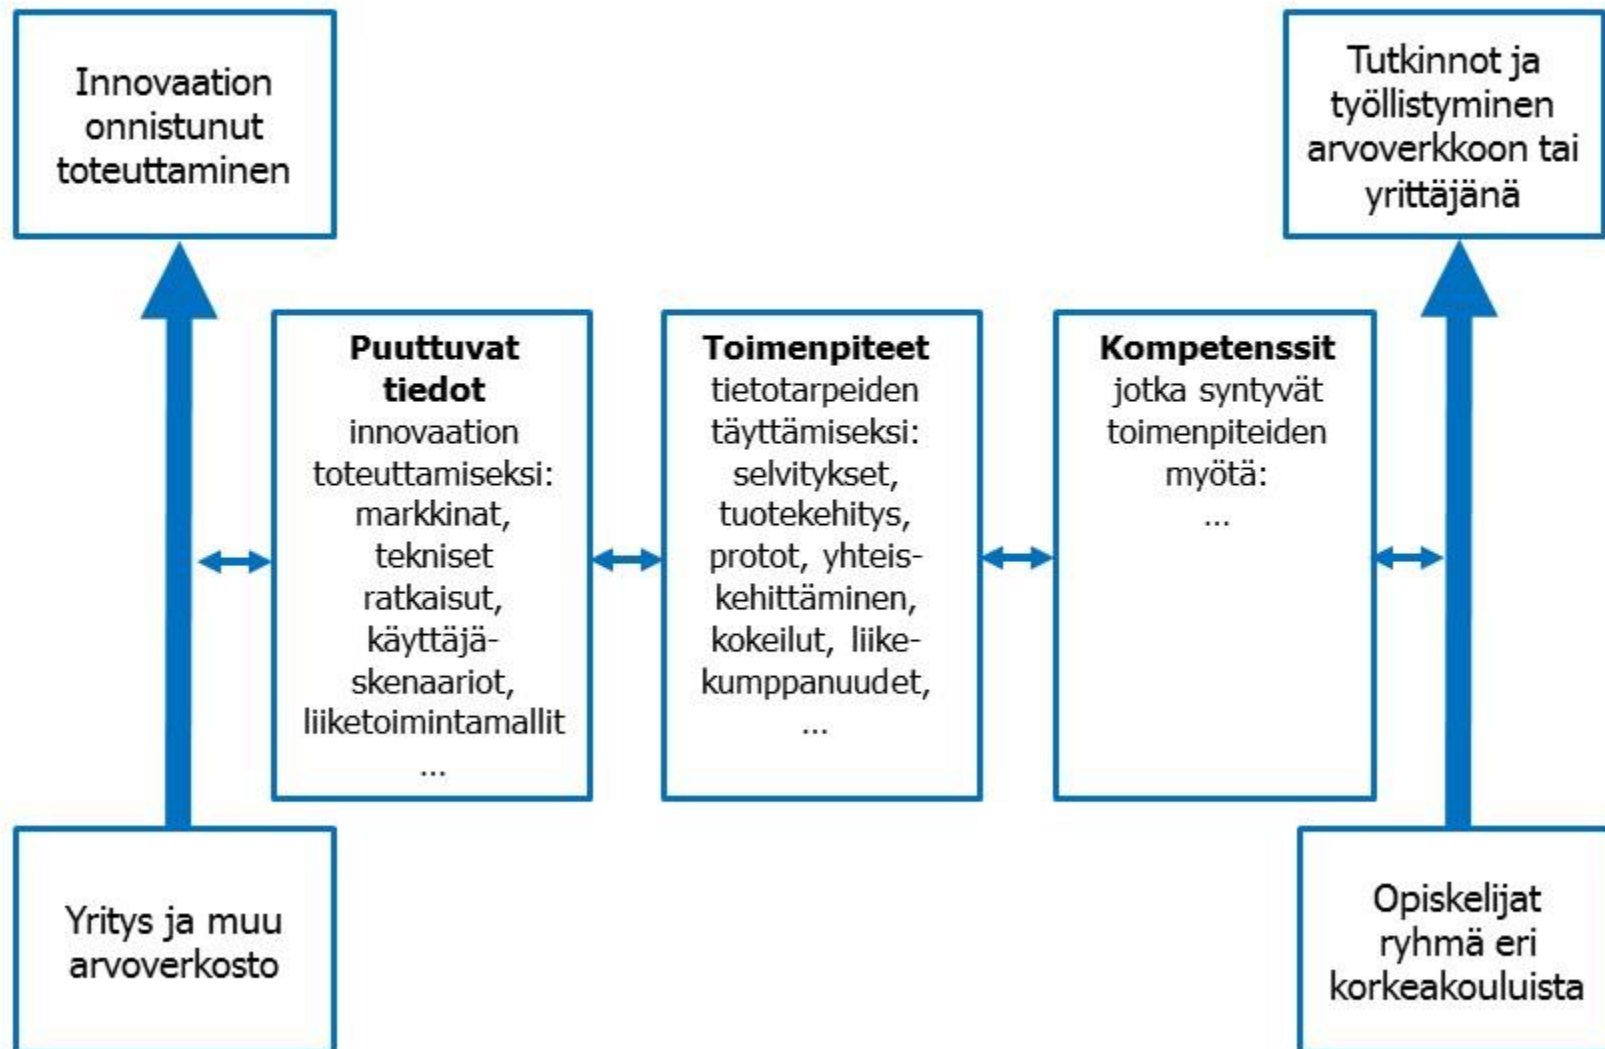 Innovaation
onnistunut
toteuttaminen
Tutkinnot ja
työllistyminen
arvoverkkoon tai
yrittäjänä
Puuttuvat
tiedot
innovaation
toteuttamiseksi:
markkinat,
tekniset
ratkaisut,
käyttäjä-
skenaariot,
liiketoimintamallit
...
Toimenpiteet
tietotarpeiden
täyttämiseksi:
selvitykset,
tuotekehitys,
protot, yhteis-
kehittäminen,
kokeilut, liike-
kumppanuudet,
...
Kompetenssit
jotka syntyvät
toimenpiteiden
myötä:
...
Yritys ja muu
arvoverkosto
Opiskelijat
ryhmä eri
korkeakouluista